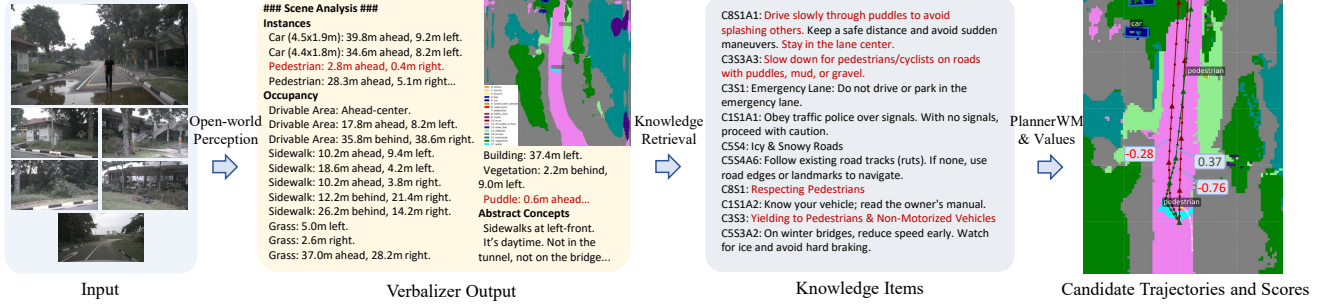 ### Scene Analysis ###
Instances
Car (4.5x1.9m): 39.8m ahead, 9.2m left.
Car (4.4x1.8m): 34.6m ahead, 8.2m left.
Pedestrian: 2.8m ahead, 0.4m right.
Pedestrian: 28.3m ahead, 5.1m right...
Occupancy
Drivable Area: Ahead-center.
Drivable Area: 17.8m ahead, 8.2m left.
Drivable Area: 35.8m behind, 38.6m right.
Sidewalk: 10.2m ahead, 9.4m left.
Sidewalk: 18.6m ahead, 4.2m left.
Sidewalk: 10.2m ahead, 3.8m right.
Sidewalk: 12.2m behind, 21.4m right.
Sidewalk: 26.2m behind, 14.2m right.
Grass: 5.0m left.
Grass: 2.6m right.
Grass: 37.0m ahead, 28.2m right.
Building: 37.4m left.
Vegetation: 2.2m behind,
9.0m left.
Puddle: 0.6m ahead...
Abstract Concepts
Sidewalks at left-front.
It's daytime. Not in the
tunnel, not on the bridge...
Open-world
Perception
Knowledge
Retrieval
C8S1A1: Drive slowly through puddles to avoid
splashing others. Keep a safe distance and avoid sudden
maneuvers. Stay in the lane center.
C3S3A3: Slow down for pedestrians/cyclists on roads
with puddles, mud, or gravel.
C3S1: Emergency Lane: Do not drive or park in the
emergency lane.
C1S1A1: Obey traffic police over signals. With no signals,
proceed with caution.
C5S4: Icy & Snowy Roads
C5S4A6: Follow existing road tracks (ruts). If none, use
road edges or landmarks to navigate.
C8S1: Respecting Pedestrians
C1S1A2: Know your vehicle; read the owner's manual.
C3S3: Yielding to Pedestrians & Non-Motorized Vehicles
C5S3A2: On winter bridges, reduce speed early. Watch
for ice and avoid hard braking.
PlannerWM
& Values
car
pedestrian
-0.28
0.37
-0.76
pedestrian
Input
Verbalizer Output
Knowledge Items
Candidate Trajectories and Scores